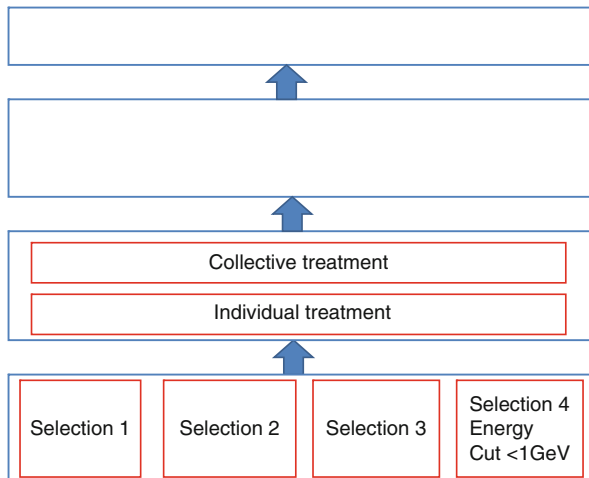 Collective treatment
Individual treatment
Selection 1
Selection 2
Selection 3
Selection 4
Energy
Cut <1GeV